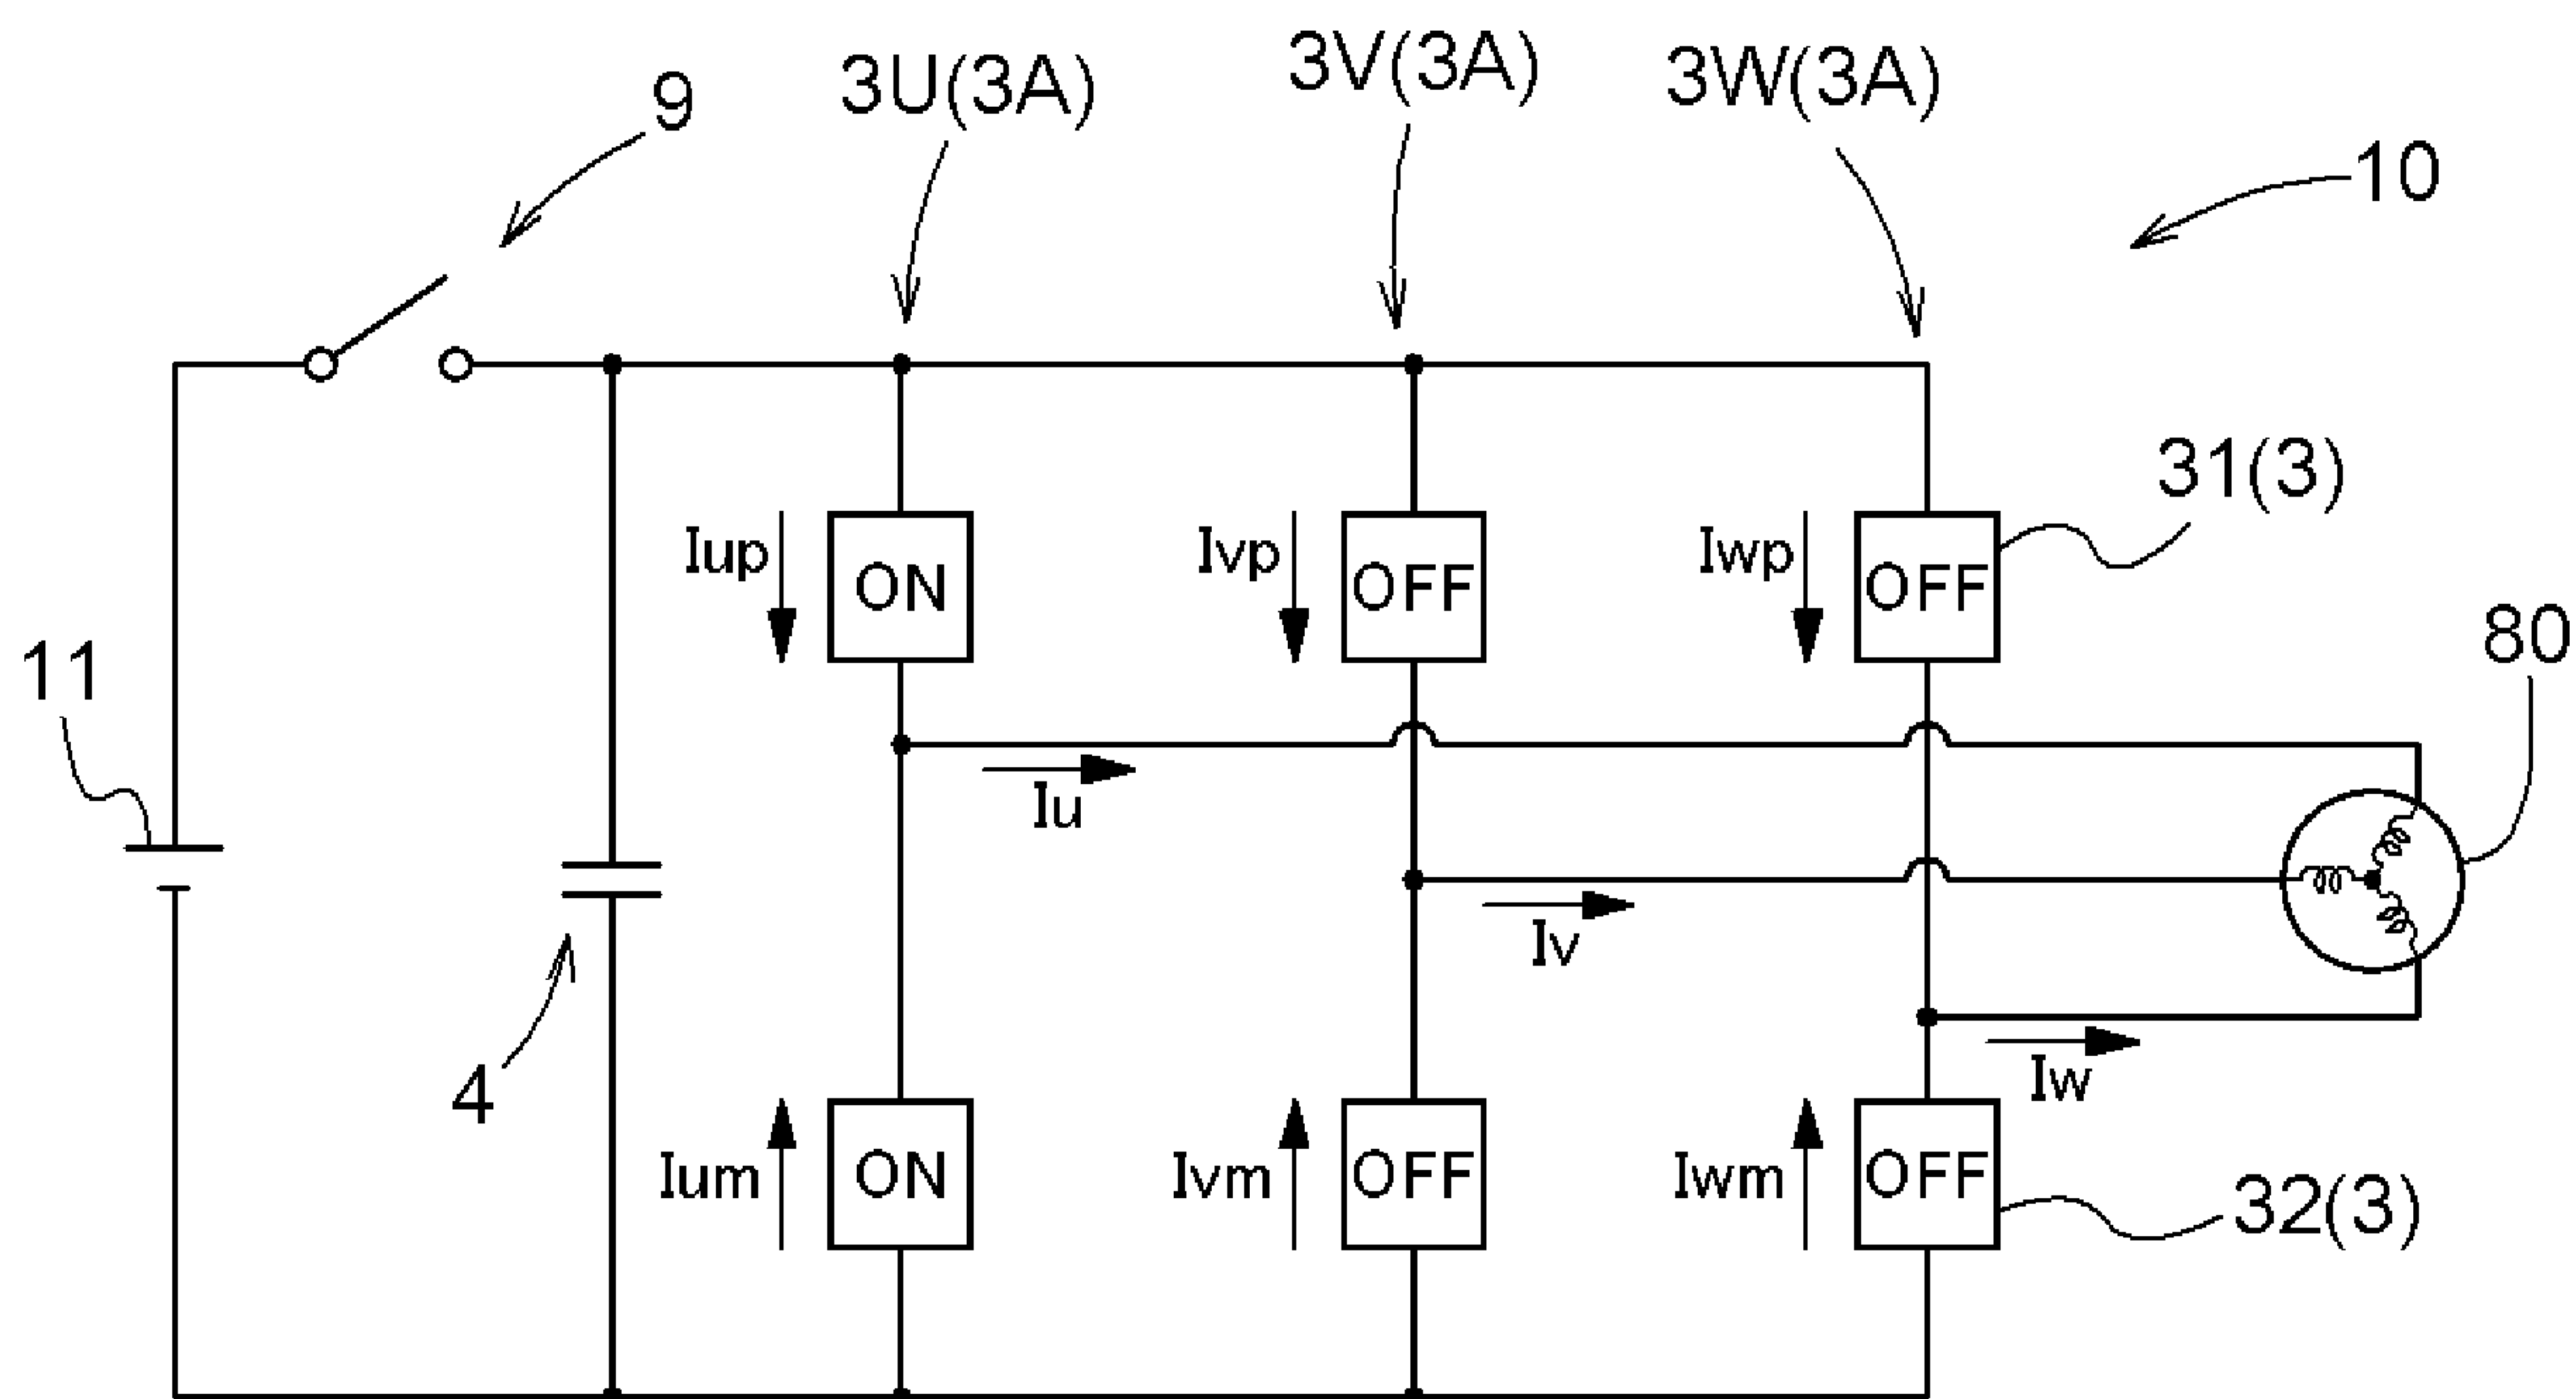 3U(3A)
3V(3A)
3W(3A)
9
10
31(3)
Iup
ON
Ivp
OFF
Iwp
OFF
11
80
Iu
Iv
Iw
4
Ium
ON
Ivm
OFF
Iwm
OFF
32(3)